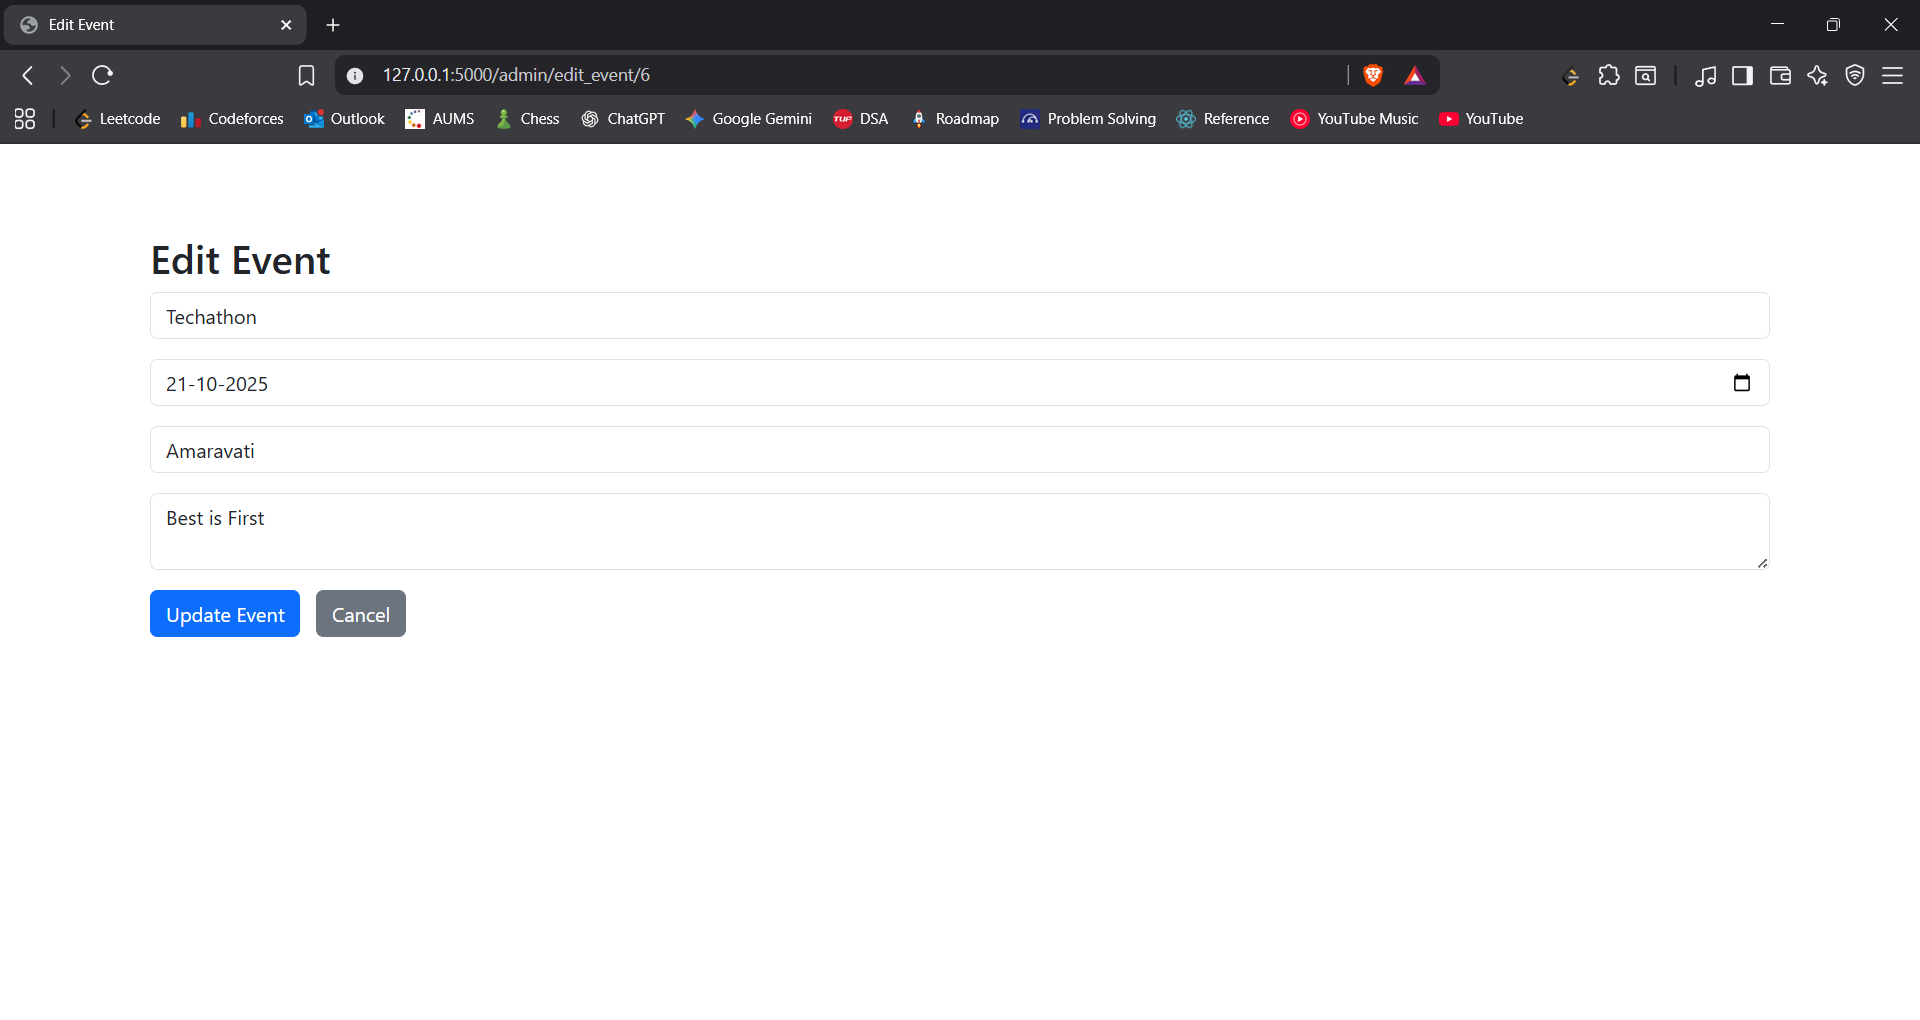 Edit Event
127.0.0.1:5000/admin/edit_event/6
Leetcode Codeforces Outlook AUMS Chess ChatGPT Google Gemini TUF DSA Roadmap Problem Solving Reference YouTube Music YouTube
Edit Event
Techathon
21-10-2025
Amaravati
Best is First
Update Event Cancel